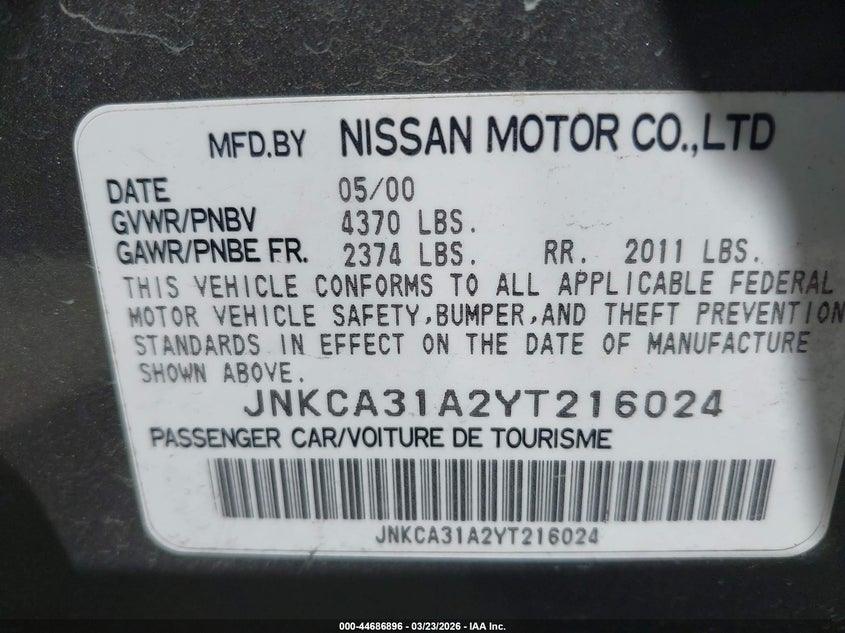 MFD.BY NISSAN MOTOR CO.,LTD
DATE 05/00
GVWR/PNBV 4370 LBS.
GAWR/PNBE FR. 2374 LBS. RR. 2011 LBS.
THIS VEHICLE CONFORMS TO ALL APPLICABLE FEDERAL
MOTOR VEHICLE SAFETY,BUMPER,AND THEFT PREVENTION
STANDARDS IN EFFECT ON THE DATE OF MANUFACTURE
SHOWN ABOVE.
JNKCA31A2YT216024
PASSENGER CAR/VOITURE DE TOURISME
JNKCA31A2YT216024
000-44686896 - 03/23/2026 - IAA Inc.